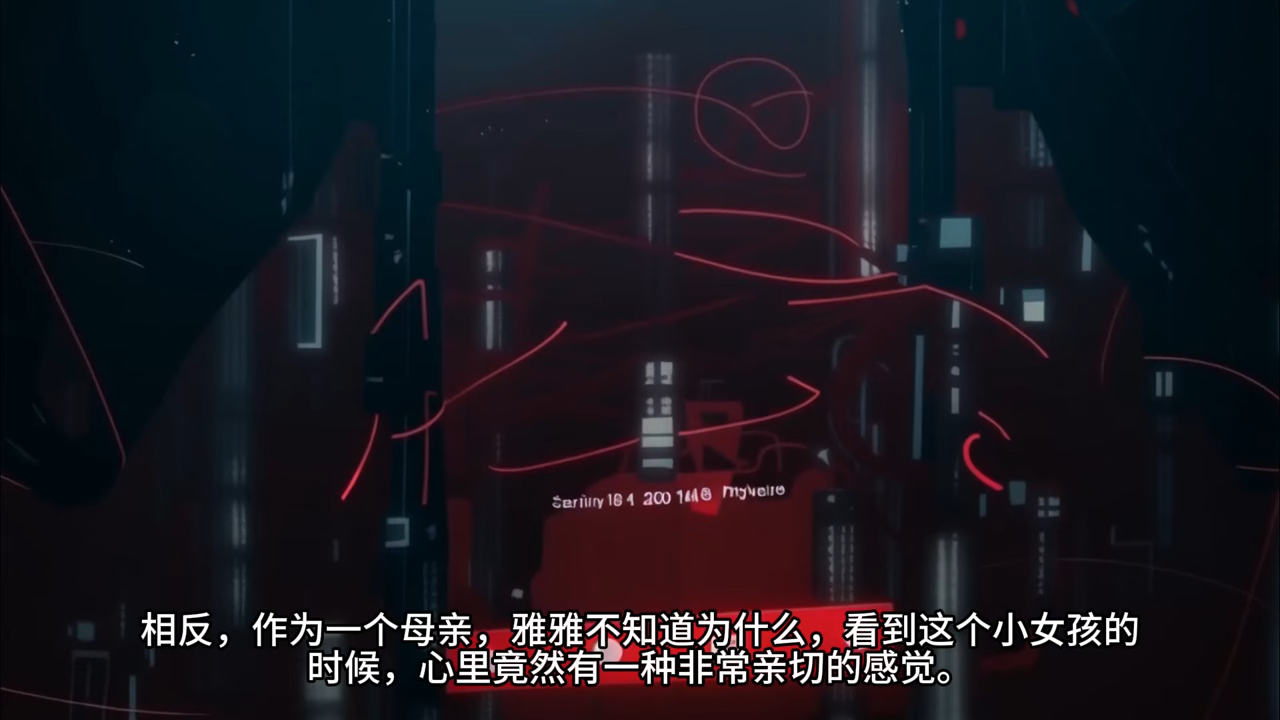 相反，作为一个母亲，雅雅不知道为什么，看到这个小女孩的
时候，心里竟然有一种非常亲切的感觉。